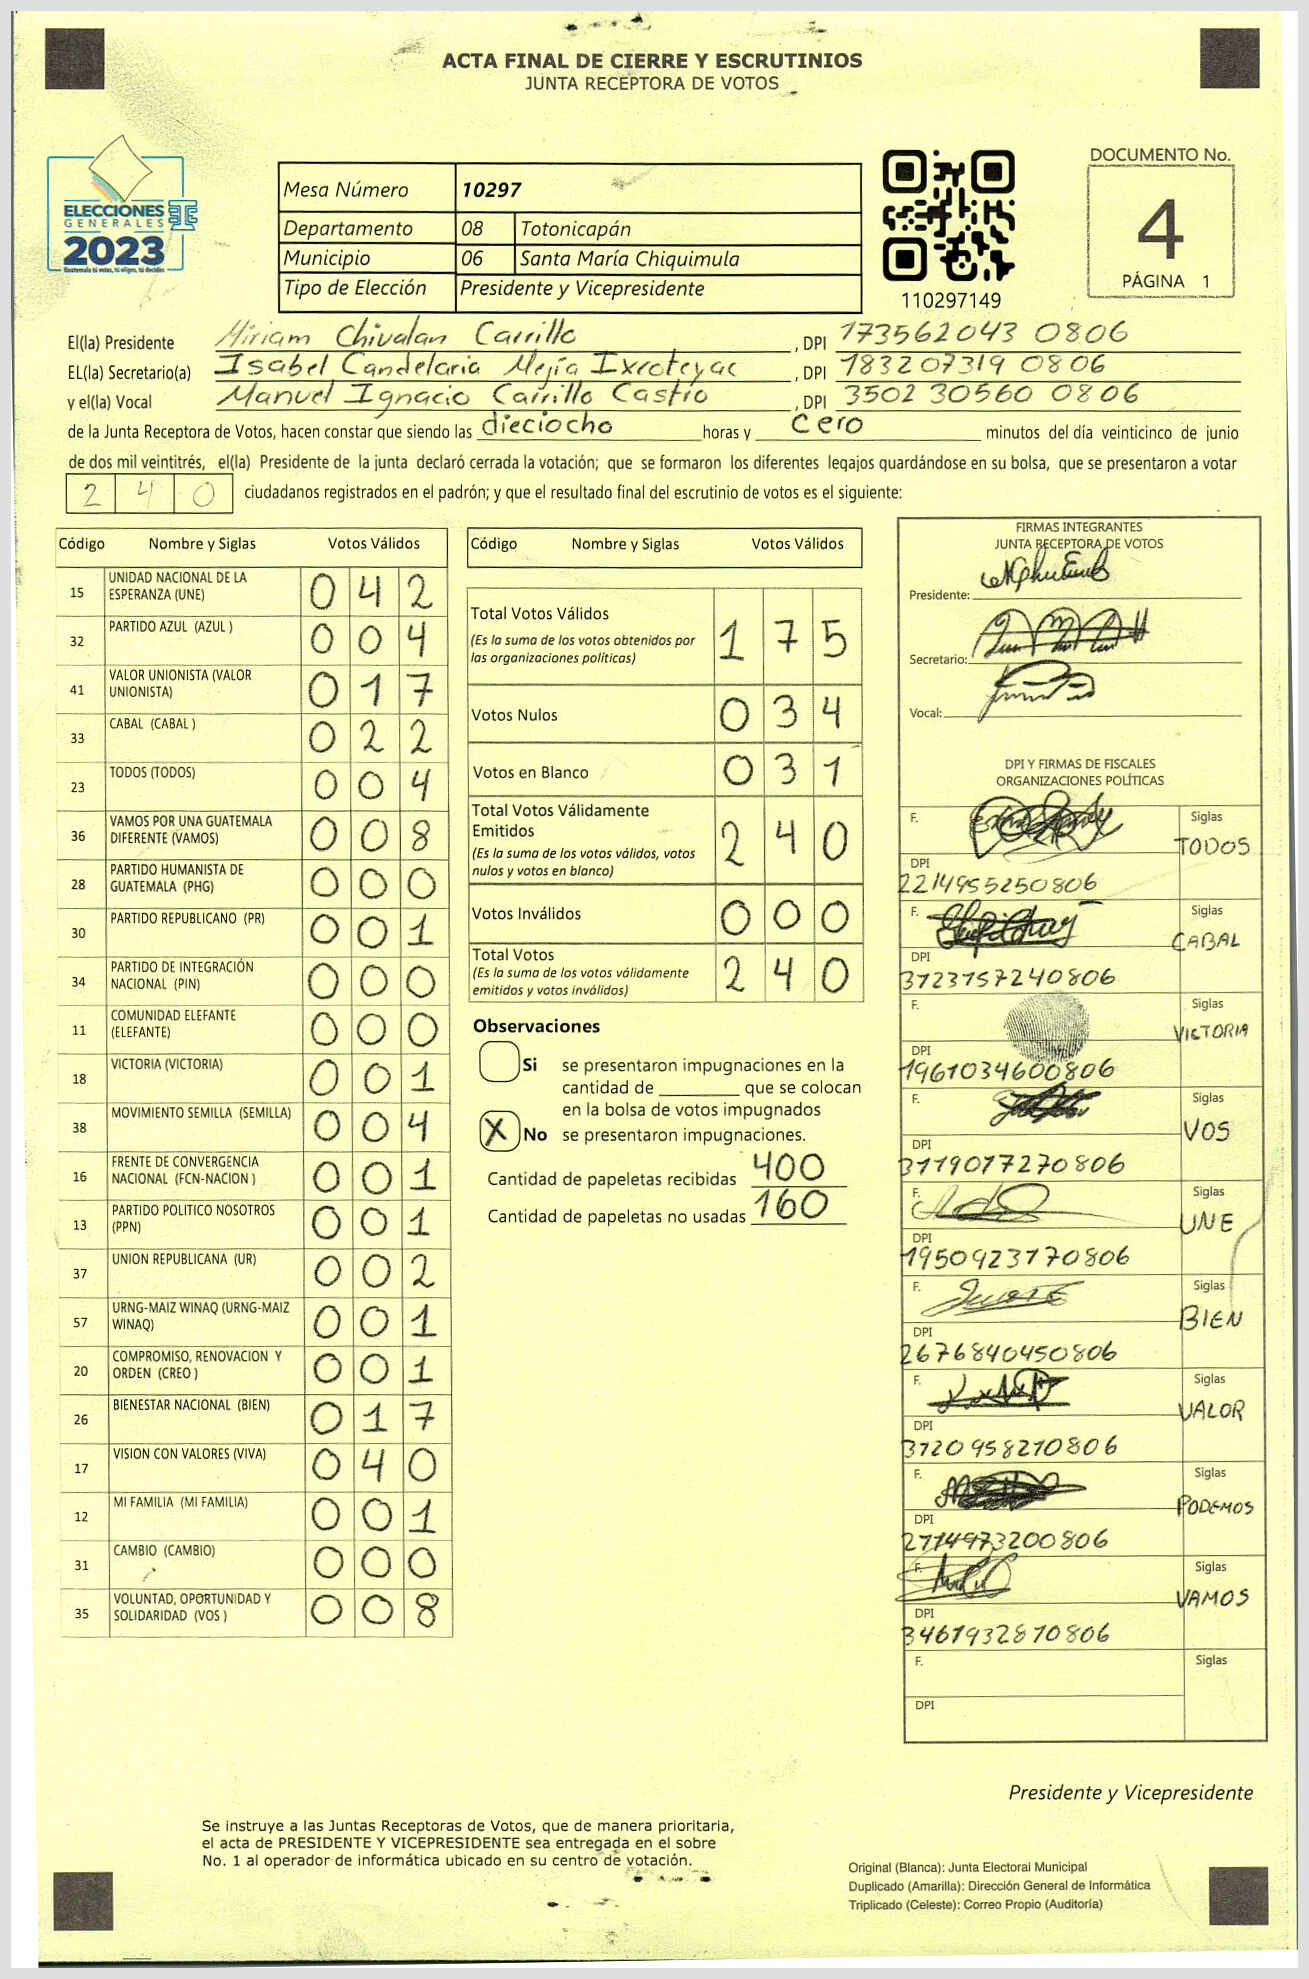 ACTA FINAL DE CIERRE Y ESCRUTINIOS
JUNTA RECEPTORA DE VOTOS
ELECCIONES
GENERALES
2023
Guatemala tú votas, tú eliges, tú decides
Mesa Número 10297
Departamento 08 Totonicapán
Municipio 06 Santa María Chiquimula
Tipo de Elección Presidente y Vicepresidente
110297149
DOCUMENTO No.
4
PÁGINA 1
El(la) Presidente Miriam Chivalan Carrillo, DPI 173562043 0806
EL(la) Secretario(a) Isabel Candelaria Mejía Ixcoteyac, DPI 183207319 0806
y el(la) Vocal Manuel Ignacio Carrillo Castro, DPI 3502 30560 0806
de la Junta Receptora de Votos, hacen constar que siendo las dieciocho horas y cero minutos del día veinticinco de junio
de dos mil veintitrés, el(la) Presidente de la junta declaró cerrada la votación; que se formaron los diferentes legajos quardándose en su bolsa, que se presentaron a votar
2 4 0 ciudadanos registrados en el padrón; y que el resultado final del escrutinio de votos es el siguiente:
Código Nombre y Siglas Votos Válidos
15 UNIDAD NACIONAL DE LA ESPERANZA (UNE) 0 4 2
32 PARTIDO AZUL (AZUL ) 0 0 4
41 VALOR UNIONISTA (VALOR UNIONISTA) 0 1 7
33 CABAL (CABAL ) 0 2 2
23 TODOS (TODOS) 0 0 4
36 VAMOS POR UNA GUATEMALA DIFERENTE (VAMOS) 0 0 8
28 PARTIDO HUMANISTA DE GUATEMALA (PHG) 0 0 0
30 PARTIDO REPUBLICANO (PR) 0 0 1
34 PARTIDO DE INTEGRACIÓN NACIONAL (PIN) 0 0 0
11 COMUNIDAD ELEFANTE (ELEFANTE) 0 0 0
18 VICTORIA (VICTORIA) 0 0 1
38 MOVIMIENTO SEMILLA (SEMILLA) 0 0 4
16 FRENTE DE CONVERGENCIA NACIONAL (FCN-NACION ) 0 0 1
13 PARTIDO POLITICO NOSOTROS (PPN) 0 0 1
37 UNION REPUBLICANA (UR) 0 0 2
57 URNG-MAIZ WINAQ (URNG-MAIZ WINAQ) 0 0 1
20 COMPROMISO, RENOVACION Y ORDEN (CREO ) 0 0 1
26 BIENESTAR NACIONAL (BIEN) 0 1 7
17 VISION CON VALORES (VIVA) 0 4 0
12 MI FAMILIA (MI FAMILIA) 0 0 1
31 CAMBIO (CAMBIO) 0 0 0
35 VOLUNTAD, OPORTUNIDAD Y SOLIDARIDAD (VOS ) 0 0 8
Código Nombre y Siglas Votos Válidos
Total Votos Válidos 1 7 5
(Es la suma de los votos obtenidos por
las organizaciones políticas)
Votos Nulos 0 3 4
Votos en Blanco 0 3 1
Total Votos Válidamente
Emitidos 2 4 0
(Es la suma de los votos válidos, votos
nulos y votos en blanco)
Votos Inválidos 0 0 0
Total Votos 2 4 0
(Es la suma de los votos válidamente
emitidos y votos inválidos)
Observaciones
Si se presentaron impugnaciones en la
cantidad de ________ que se colocan
en la bolsa de votos impugnados
X No se presentaron impugnaciones.
Cantidad de papeletas recibidas 400
Cantidad de papeletas no usadas 160
FIRMAS INTEGRANTES
JUNTA RECEPTORA DE VOTOS
Presidente:
Secretario:
Vocal:
DPI Y FIRMAS DE FISCALES
ORGANIZACIONES POLÍTICAS
F. Siglas
TODOS
DPI
2214955250806
F. Siglas
CABAL
DPI
3723757240806
F. Siglas
VICTORIA
DPI
1961034600806
F. Siglas
VOS
DPI
3119017270806
F. Siglas
UNE
DPI
1950923170806
F. Siglas
BIEN
DPI
2676840450806
F. Siglas
VALOR
DPI
3720958210806
F. Siglas
PODEMOS
DPI
2714973200806
F. Siglas
VAMOS
DPI
3461932810806
F. Siglas
DPI
Presidente y Vicepresidente
Se instruye a las Juntas Receptoras de Votos, que de manera prioritaria,
el acta de PRESIDENTE Y VICEPRESIDENTE sea entregada en el sobre
No. 1 al operador de informática ubicado en su centro de votación.
Original (Blanca): Junta Electoral Municipal
Duplicado (Amarilla): Dirección General de Informática
Triplicado (Celeste): Correo Propio (Auditoría)